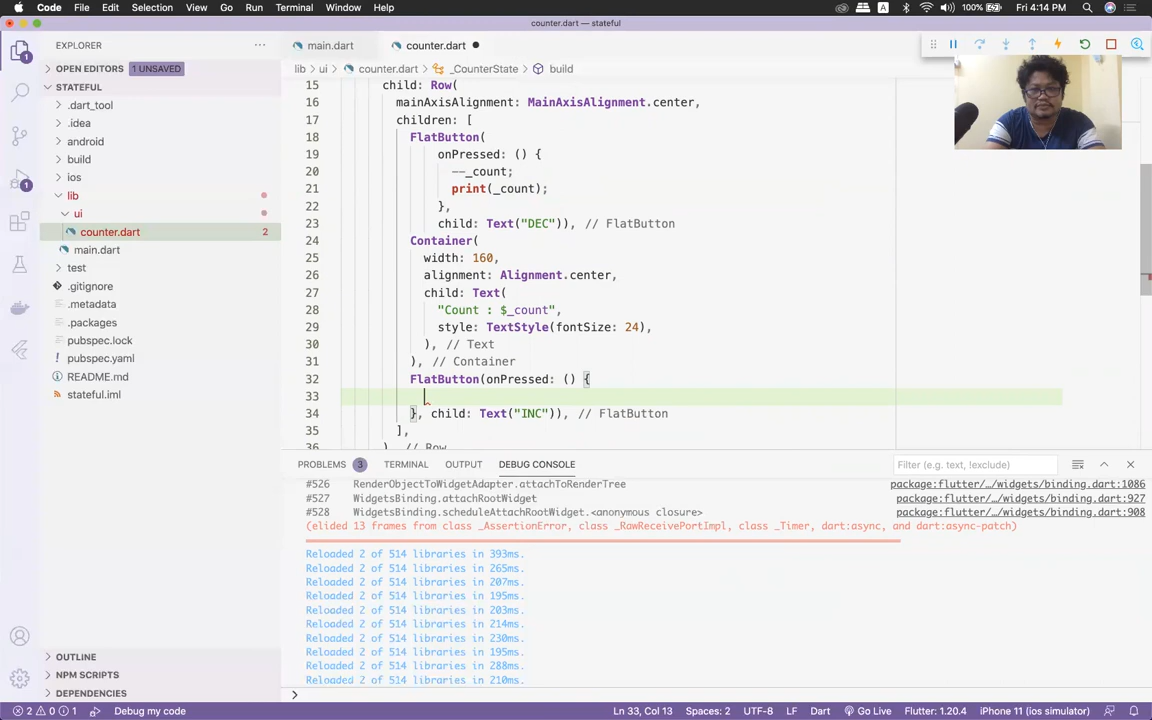 Code File Edit Selection View Go Run Terminal Window Help
A 100% Fri 4:14 PM
counter.dart — stateful
EXPLORER
OPEN EDITORS 1 UNSAVED
STATEFUL
.dart_tool
.idea
android
build
ios
lib
ui
counter.dart 2
main.dart
test
.gitignore
.metadata
.packages
pubspec.lock
pubspec.yaml
README.md
stateful.iml
OUTLINE
NPM SCRIPTS
DEPENDENCIES
1
1
main.dart counter.dart
lib > ui > counter.dart > _CounterState > build
15 child: Row(
16 mainAxisAlignment: MainAxisAlignment.center,
17 children: [
18 FlatButton(
19 onPressed: () {
20 --_count;
21 print(_count);
22 },
23 child: Text("DEC")), // FlatButton
24 Container(
25 width: 160,
26 alignment: Alignment.center,
27 child: Text(
28 "Count : $_count",
29 style: TextStyle(fontSize: 24),
30 ), // Text
31 ), // Container
32 FlatButton(onPressed: () {
33
34 }, child: Text("INC")), // FlatButton
35 ],
36 ), // Row
PROBLEMS 3 TERMINAL OUTPUT DEBUG CONSOLE
Filter (e.g. text, !exclude)
#526 RenderObjectToWidgetAdapter.attachToRenderTree package:flutter/…/widgets/binding.dart:1086
#527 WidgetsBinding.attachRootWidget package:flutter/…/widgets/binding.dart:927
#528 WidgetsBinding.scheduleAttachRootWidget.<anonymous closure> package:flutter/…/widgets/binding.dart:908
(elided 13 frames from class _AssertionError, class _RawReceivePortImpl, class _Timer, dart:async, and dart:async-patch)
Reloaded 2 of 514 libraries in 393ms.
Reloaded 2 of 514 libraries in 265ms.
Reloaded 2 of 514 libraries in 207ms.
Reloaded 2 of 514 libraries in 195ms.
Reloaded 2 of 514 libraries in 203ms.
Reloaded 2 of 514 libraries in 214ms.
Reloaded 2 of 514 libraries in 230ms.
Reloaded 2 of 514 libraries in 195ms.
Reloaded 2 of 514 libraries in 288ms.
Reloaded 2 of 514 libraries in 210ms.
2 0 1 Debug my code Ln 33, Col 13 Spaces: 2 UTF-8 LF Dart Go Live Flutter: 1.20.4 iPhone 11 (ios simulator)